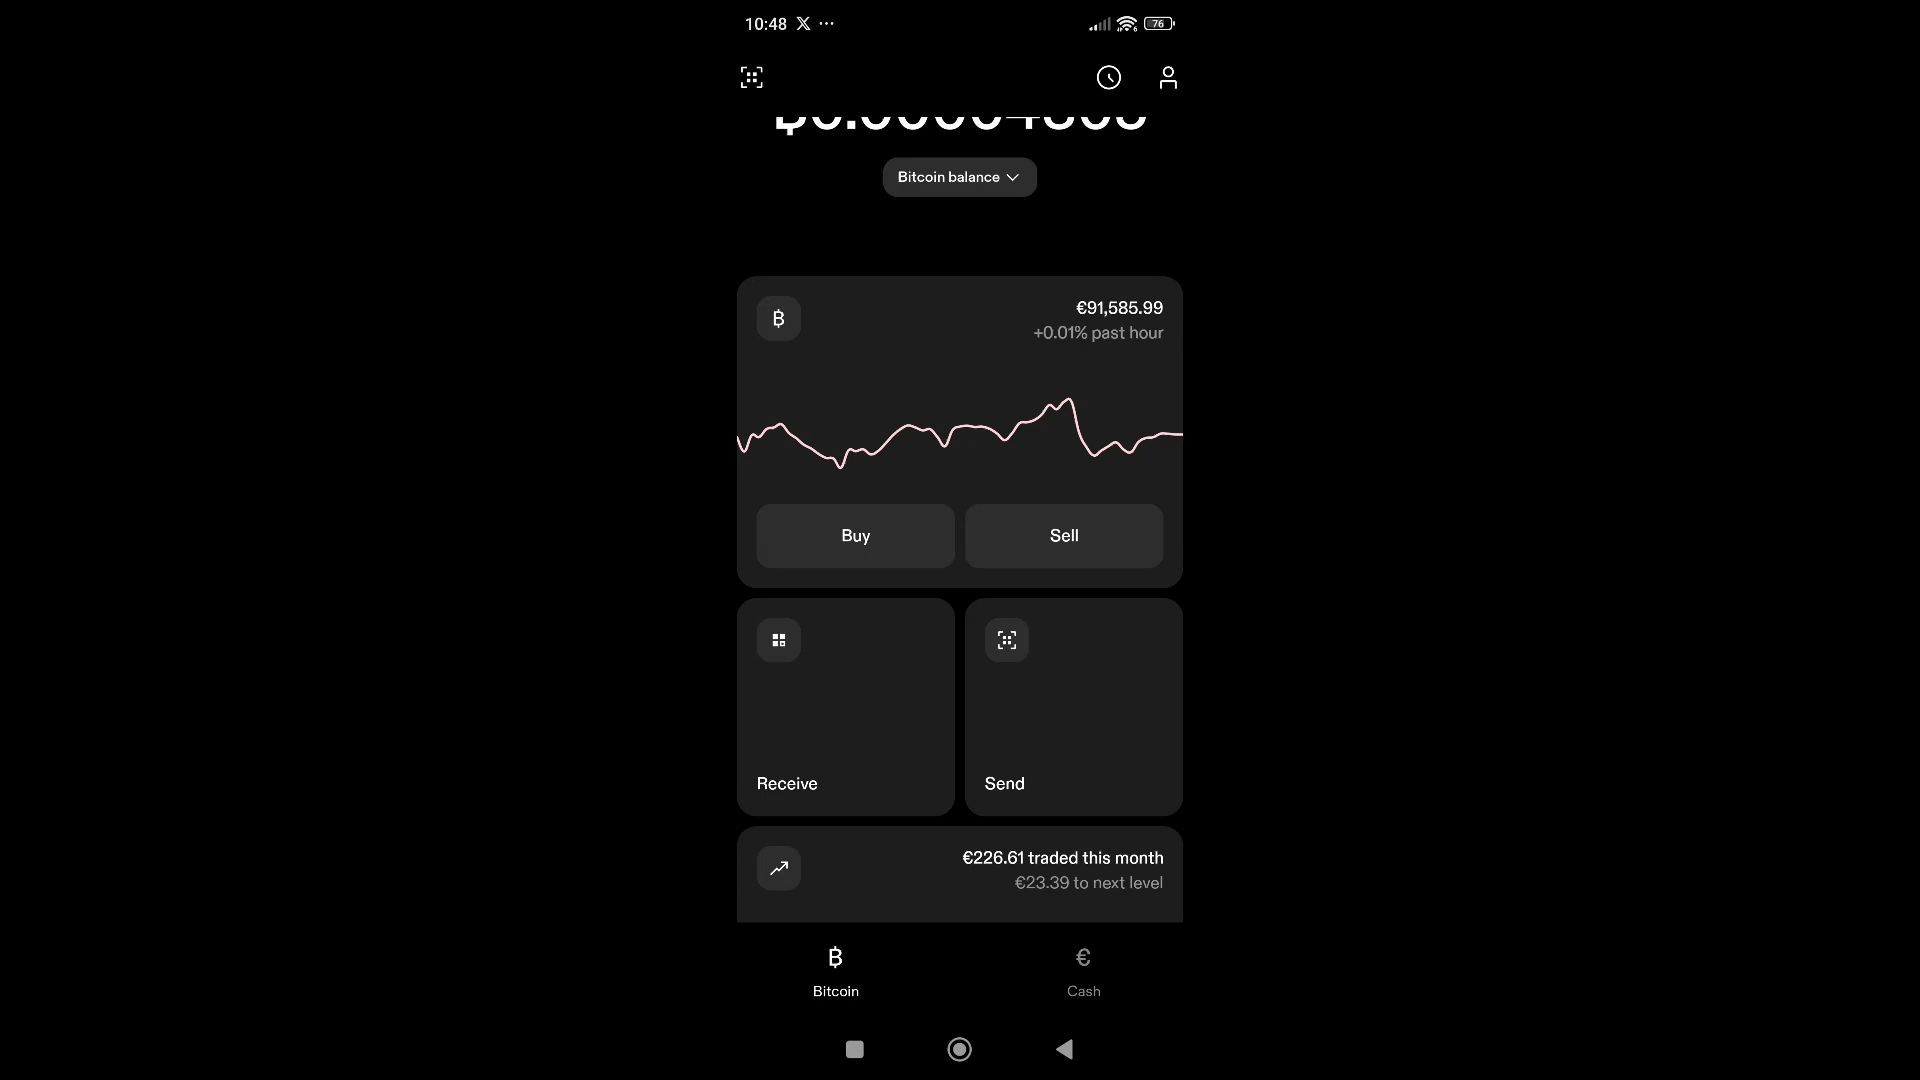 10:48
76
Bitcoin balance
€91,585.99
+0.01% past hour
Buy
Sell
Receive
Send
€226.61 traded this month
€23.39 to next level
Bitcoin
Cash